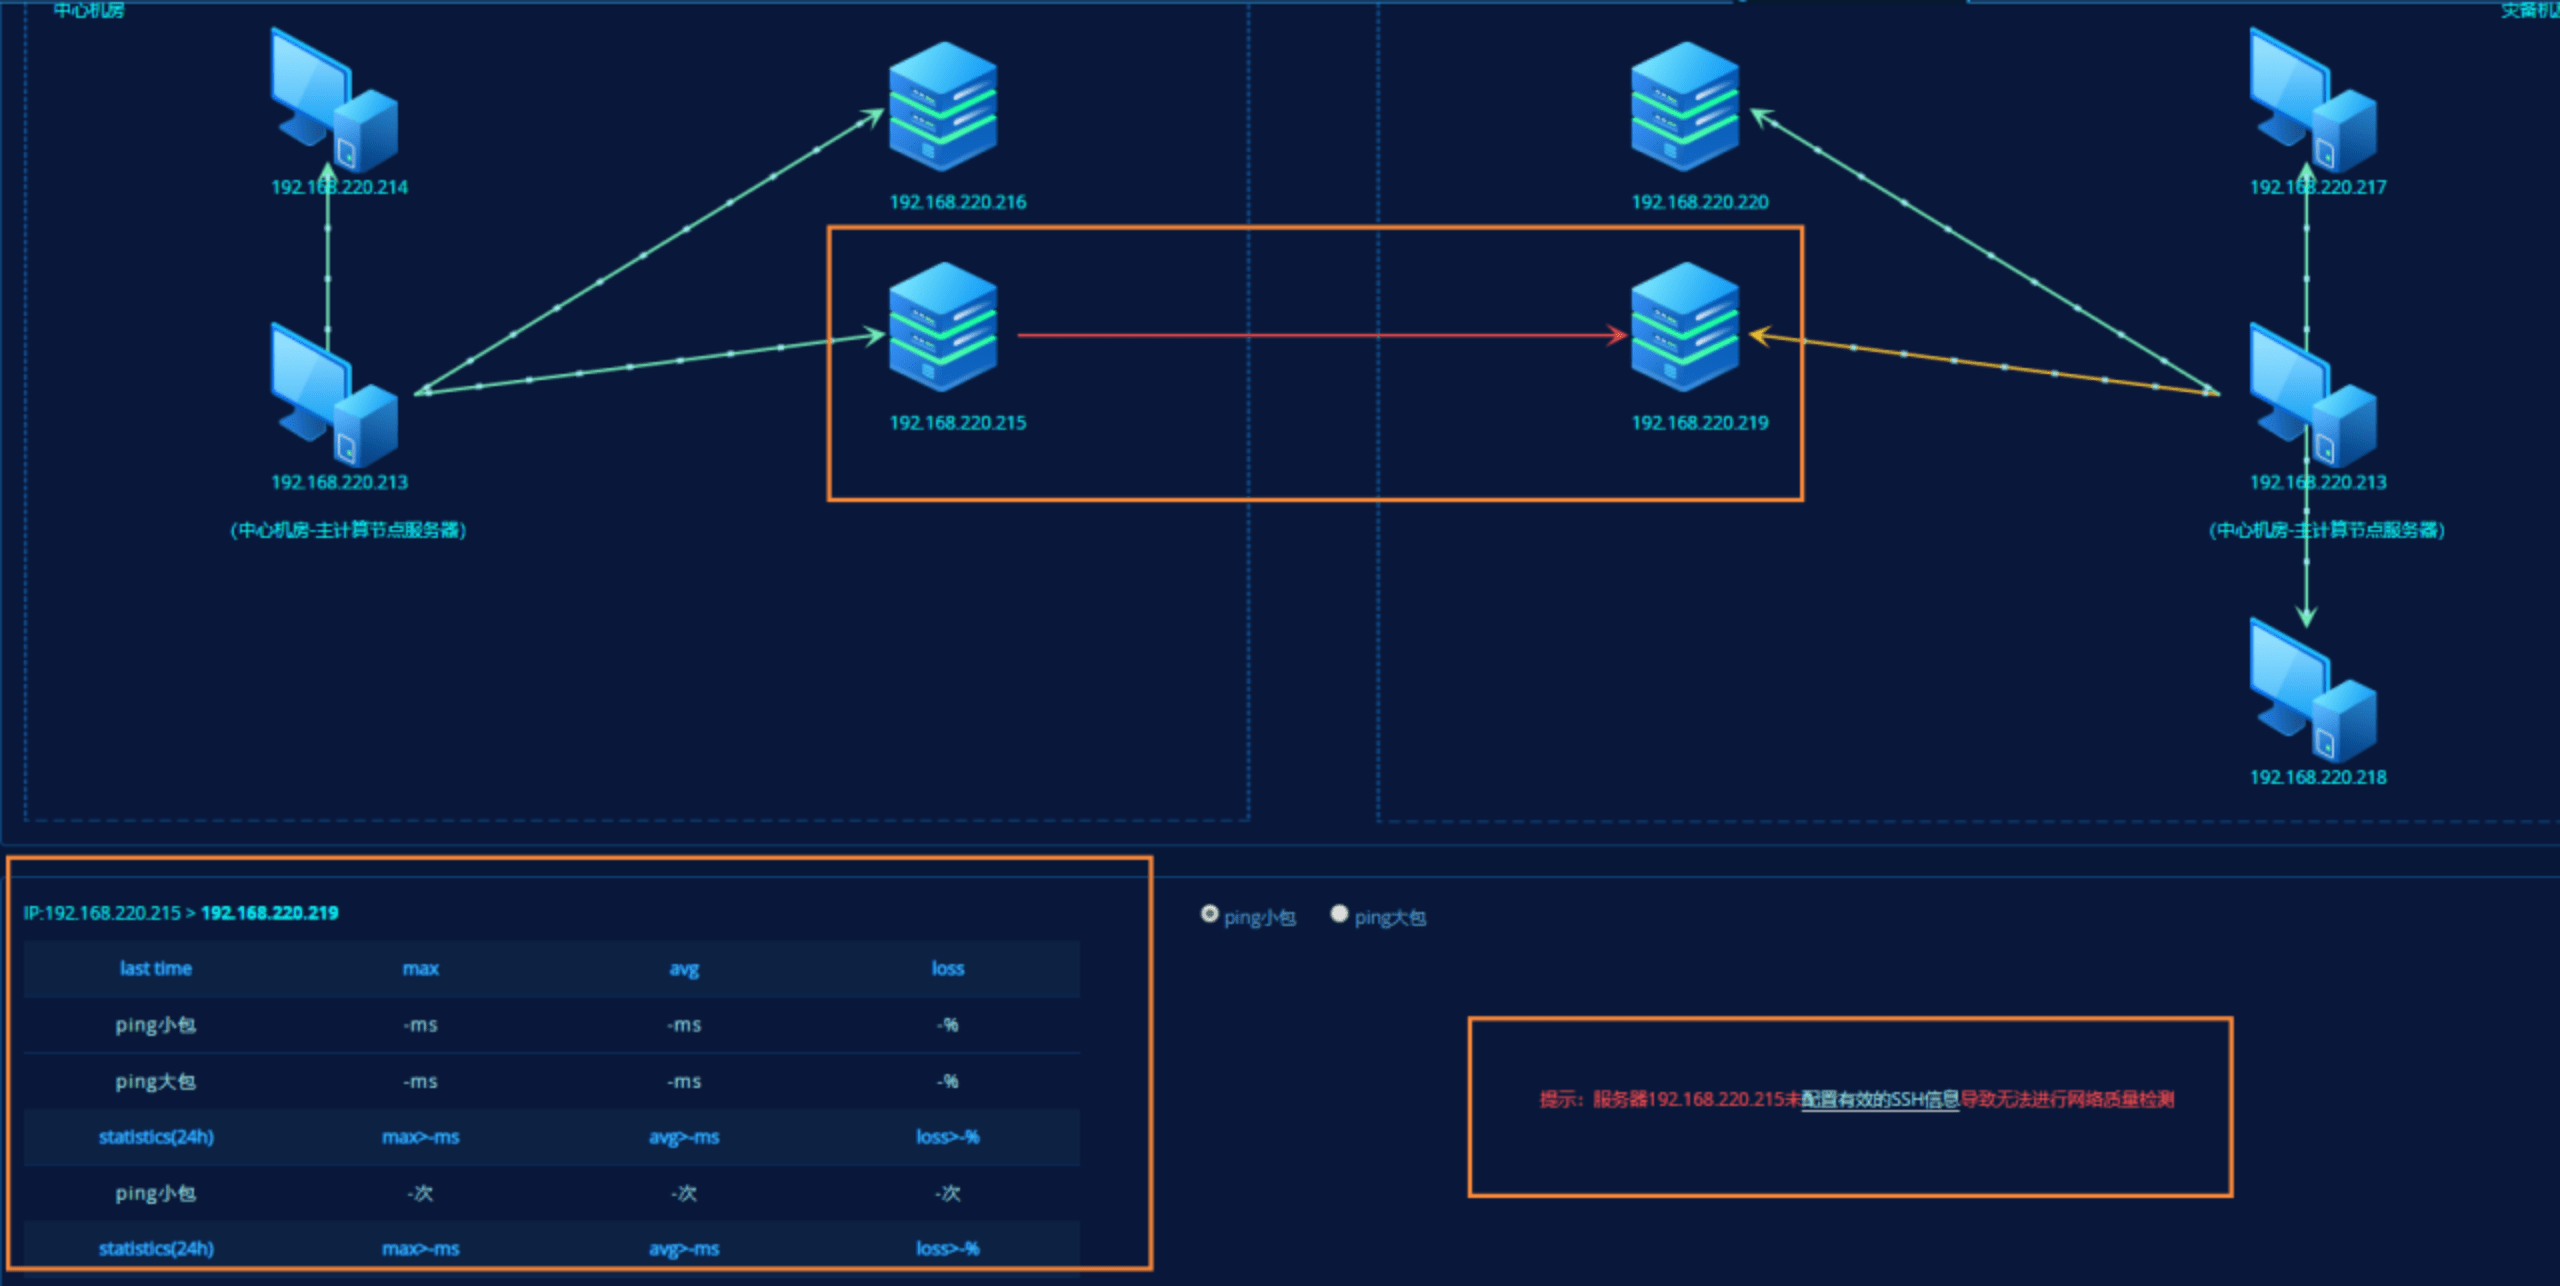 中心机房
192.168.220.214
192.168.220.216
192.168.220.220
192.168.220.217
192.168.220.213
(中心机房-主计算节点服务器)
192.168.220.215
192.168.220.219
192.168.220.213
(中心机房-主计算节点服务器)
192.168.220.218
IP:192.168.220.215 > 192.168.220.219
last time max avg loss
ping小包 -ms -ms -%
ping大包 -ms -ms -%
statistics(24h) max>-ms avg>-ms loss>-%
ping小包 -次 -次 -次
statistics(24h) max>-ms avg>-ms loss>-%
ping小包 ping大包
提示：服务器192.168.220.215未配置有效的SSH信息导致无法进行网络质量检测